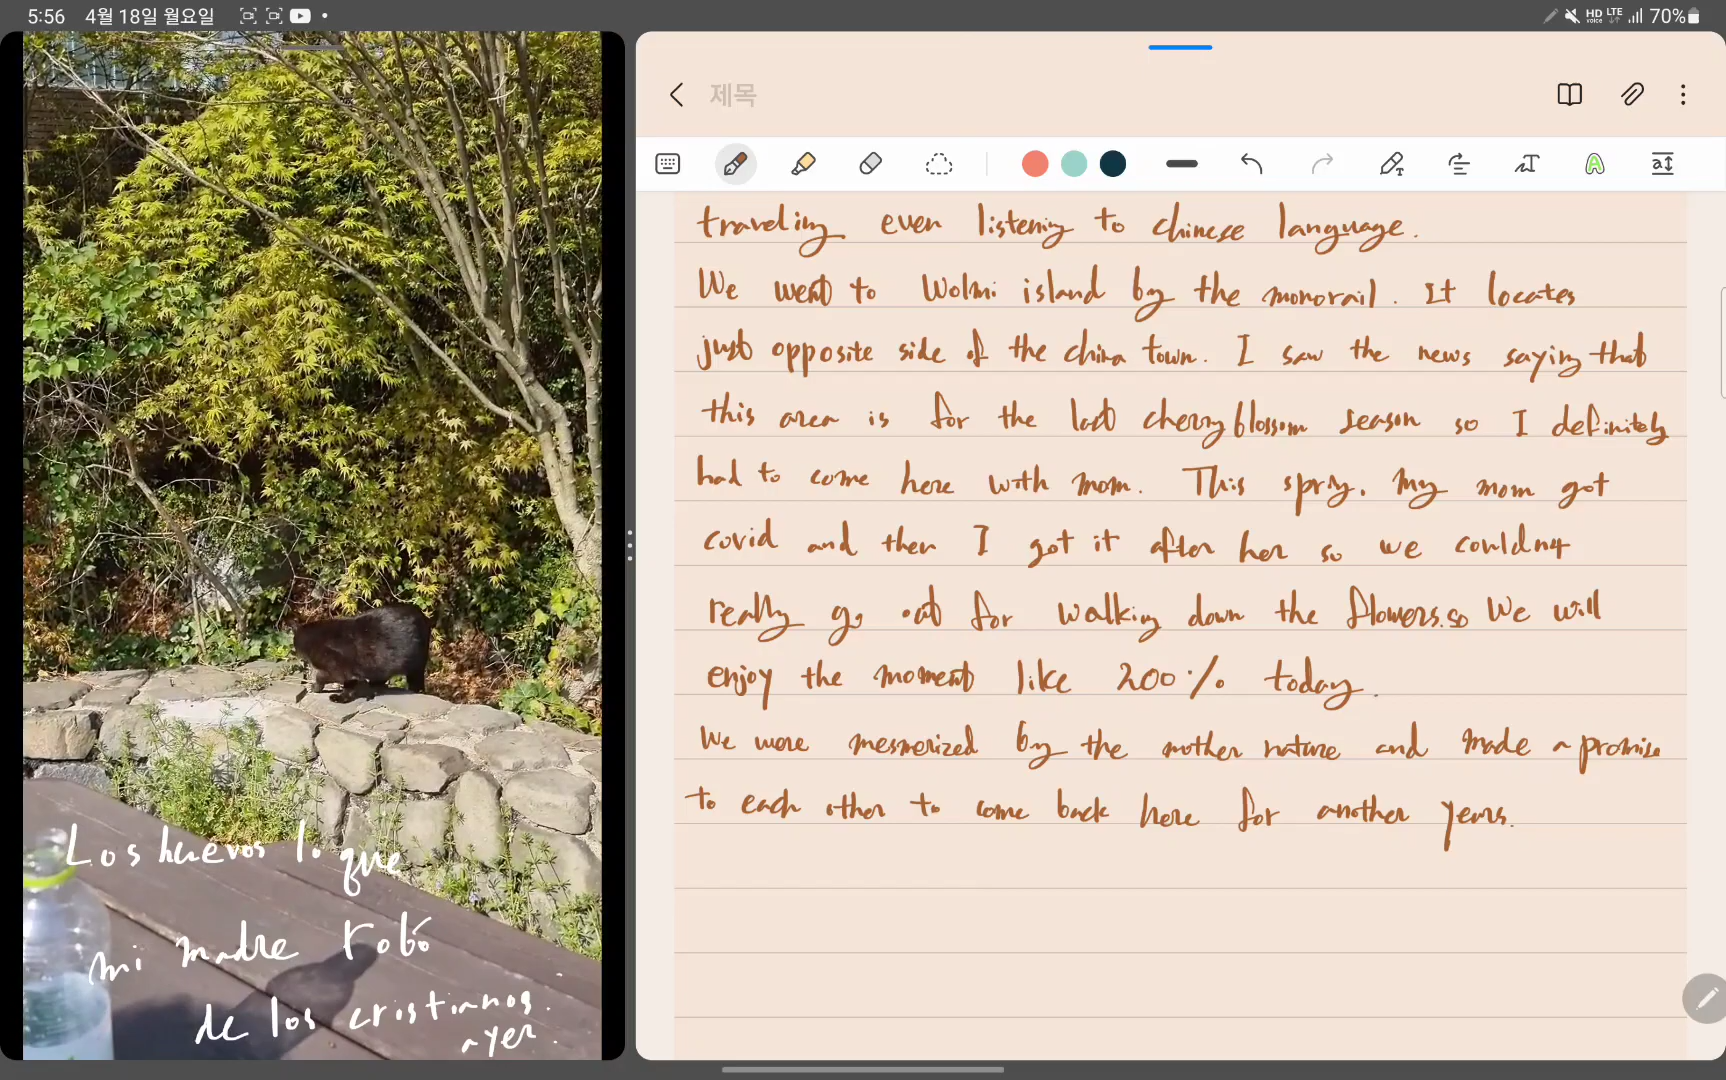 5:56 4월 18일 월요일
HD voice LTE 70%
Los huevos lo que
mi madre robó
de los cristianos
ayer.
제목
traveling even listening to chinese language.
We went to Wolmi island by the monorail. It locates
just opposite side of the china town. I saw the news saying that
this area is for the last cherry blossom season so I definitely
had to come here with mom. This spring, my mom got
covid and then I got it after her so we couldn't
really go out for walking down the flowers.so We will
enjoy the moment like 200% today.
We were mesmerized by the mother nature and made a promise
to each other to come back here for another years.